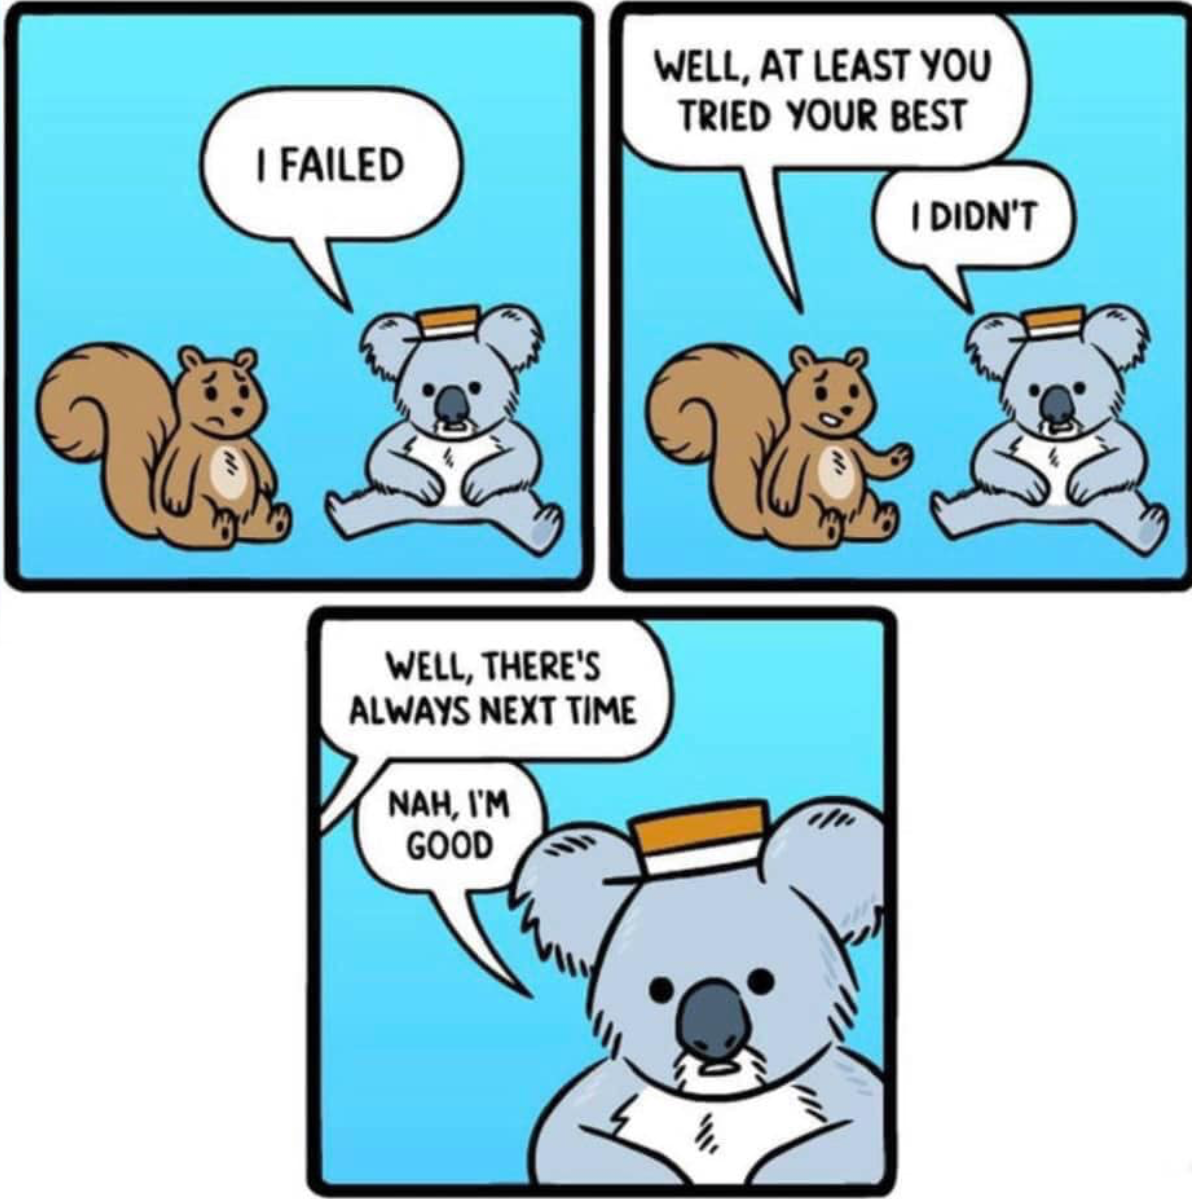 I FAILED
WELL, AT LEAST YOU
TRIED YOUR BEST
I DIDN'T
WELL, THERE'S
ALWAYS NEXT TIME
NAH, I'M
GOOD